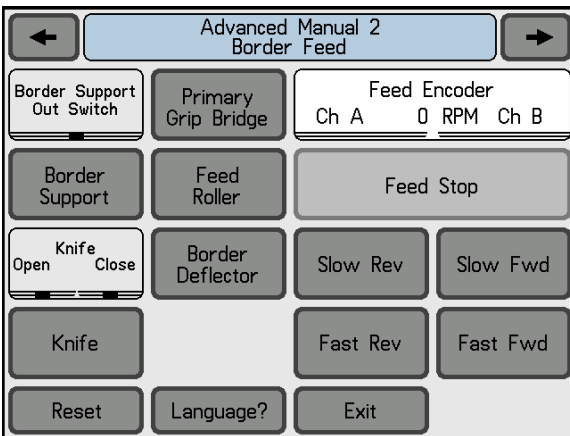 Advanced Manual 2
Border Feed
Border Support
Out Switch
Primary
Grip Bridge
Feed Encoder
Ch A 0 RPM Ch B
Border
Support
Feed
Roller
Feed Stop
Knife
Open Close
Border
Deflector
Slow Rev
Slow Fwd
Knife
Fast Rev
Fast Fwd
Reset
Language?
Exit